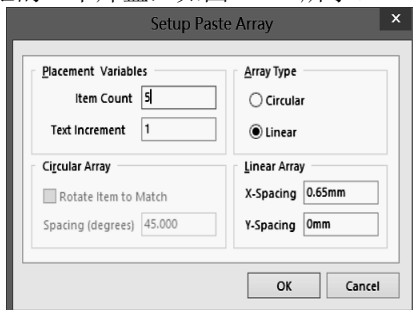 Setup Paste Array
x
Placement Variables
Item Count 5
Text Increment 1
Array Type
Circular
Linear
Circular Array
Rotate Item to Match
Spacing (degrees) 45.000
Linear Array
X-Spacing 0.65mm
Y-Spacing 0mm
OK Cancel